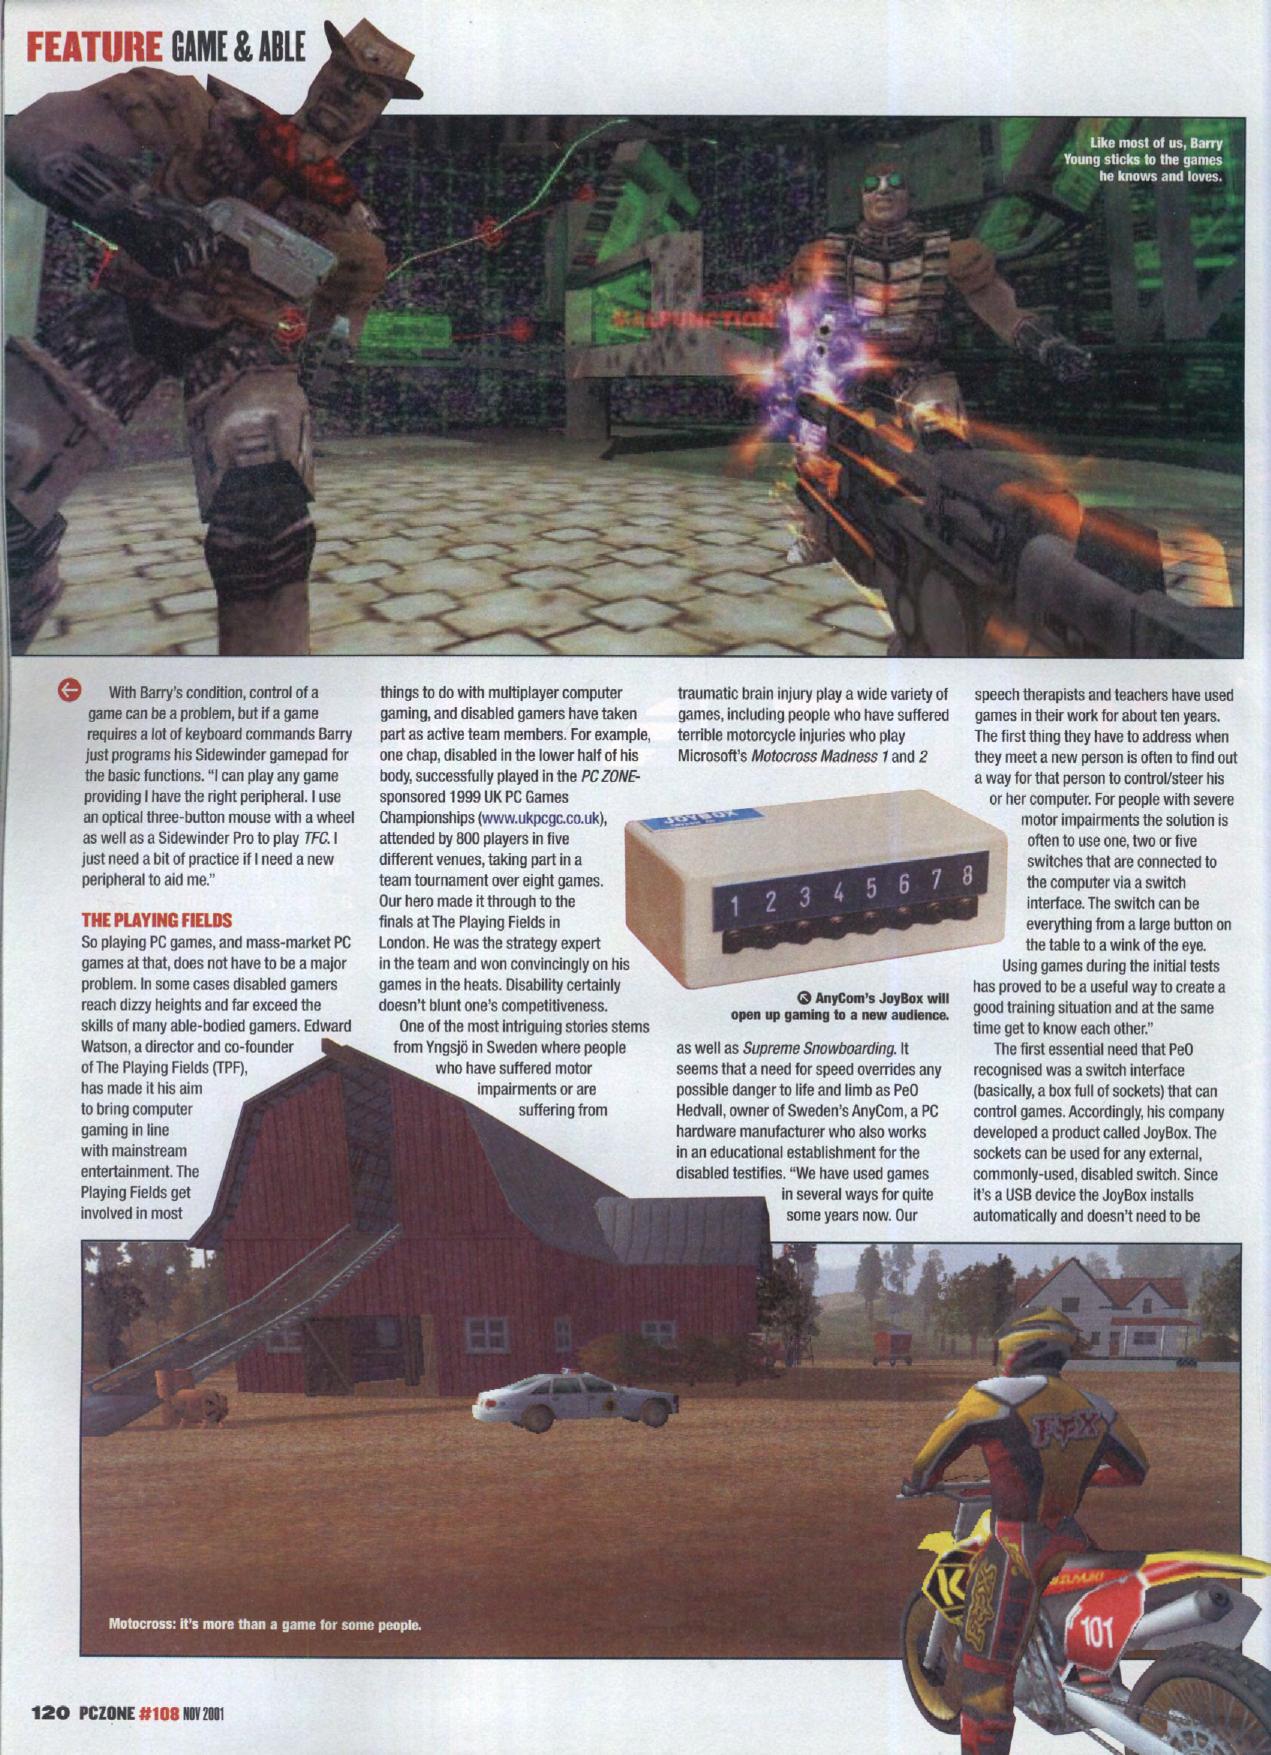 FEATURE GAME & ABLE
Like most of us, Barry
Young sticks to the games
he knows and loves.
MALFUNCTION
With Barry's condition, control of a
game can be a problem, but if a game
requires a lot of keyboard commands Barry
just programs his Sidewinder gamepad for
the basic functions. "I can play any game
providing I have the right peripheral. I use
an optical three-button mouse with a wheel
as well as a Sidewinder Pro to play TFC. I
just need a bit of practice if I need a new
peripheral to aid me."
THE PLAYING FIELDS
So playing PC games, and mass-market PC
games at that, does not have to be a major
problem. In some cases disabled gamers
reach dizzy heights and far exceed the
skills of many able-bodied gamers. Edward
Watson, a director and co-founder
of The Playing Fields (TPF),
has made it his aim
to bring computer
gaming in line
with mainstream
entertainment. The
Playing Fields get
involved in most
things to do with multiplayer computer
gaming, and disabled gamers have taken
part as active team members. For example,
one chap, disabled in the lower half of his
body, successfully played in the PC ZONE-
sponsored 1999 UK PC Games
Championships (www.ukpcgc.co.uk),
attended by 800 players in five
different venues, taking part in a
team tournament over eight games.
Our hero made it through to the
finals at The Playing Fields in
London. He was the strategy expert
in the team and won convincingly on his
games in the heats. Disability certainly
doesn't blunt one's competitiveness.
One of the most intriguing stories stems
from Yngsjö in Sweden where people
who have suffered motor
impairments or are
suffering from
traumatic brain injury play a wide variety of
games, including people who have suffered
terrible motorcycle injuries who play
Microsoft's Motocross Madness 1 and 2
JOYBOX
1 2 3 4 5 6 7 8
AnyCom's JoyBox will
open up gaming to a new audience.
as well as Supreme Snowboarding. It
seems that a need for speed overrides any
possible danger to life and limb as PeO
Hedvall, owner of Sweden's AnyCom, a PC
hardware manufacturer who also works
in an educational establishment for the
disabled testifies. "We have used games
in several ways for quite
some years now. Our
speech therapists and teachers have used
games in their work for about ten years.
The first thing they have to address when
they meet a new person is often to find out
a way for that person to control/steer his
or her computer. For people with severe
motor impairments the solution is
often to use one, two or five
switches that are connected to
the computer via a switch
interface. The switch can be
everything from a large button on
the table to a wink of the eye.
Using games during the initial tests
has proved to be a useful way to create a
good training situation and at the same
time get to know each other."
The first essential need that PeO
recognised was a switch interface
(basically, a box full of sockets) that can
control games. Accordingly, his company
developed a product called JoyBox. The
sockets can be used for any external,
commonly-used, disabled switch. Since
it's a USB device the JoyBox installs
automatically and doesn't need to be
FOX
K
SUZUKI
101
Motocross: it's more than a game for some people.
120 PCZONE #108 NOV 2001